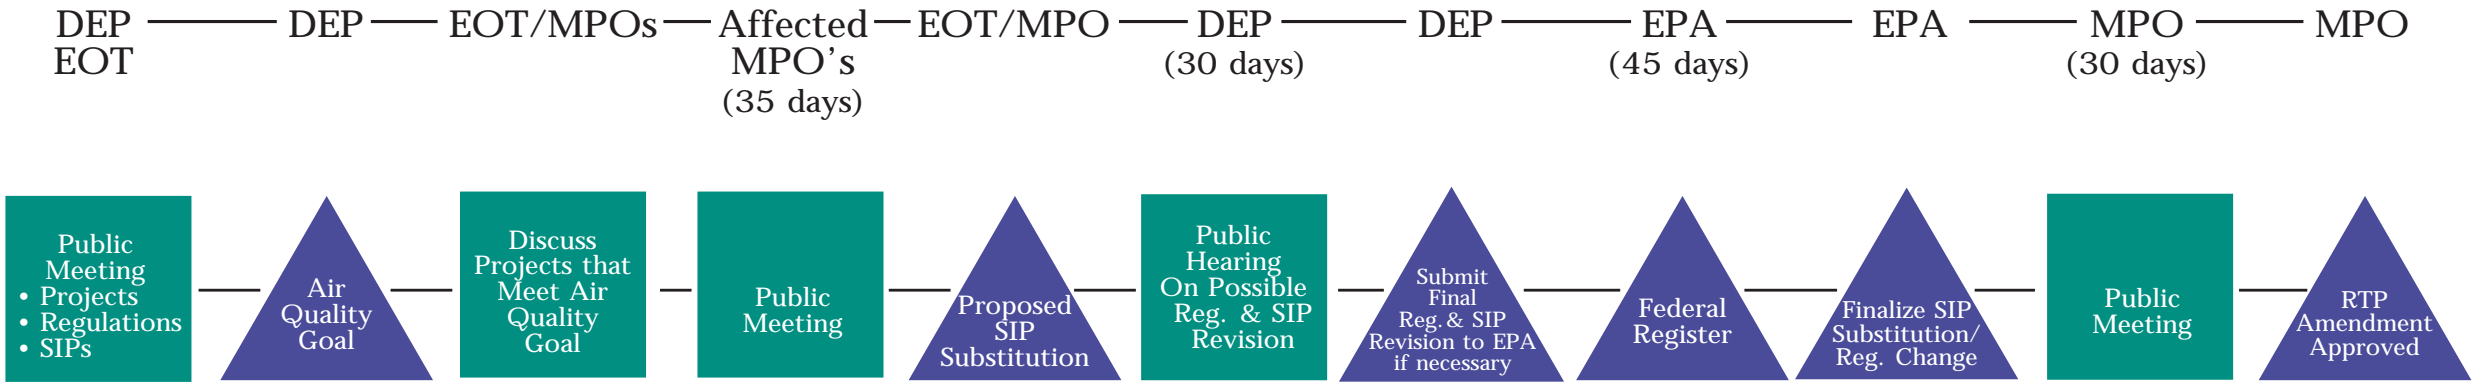 DEP
EOT
DEP
EOT/MPOs
Affected
MPO's
(35 days)
EOT/MPO
DEP
(30 days)
DEP
EPA
(45 days)
EPA
MPO
(30 days)
MPO
Public
Meeting
• Projects
• Regulations
• SIPs
Air
Quality
Goal
Discuss
Projects that
Meet Air
Quality
Goal
Public
Meeting
Proposed
SIP
Substitution
Public
Hearing
On Possible
Reg. & SIP
Revision
Submit
Final
Reg. & SIP
Revision to EPA
if necessary
Federal
Register
Finalize SIP
Substitution/
Reg. Change
Public
Meeting
RTP
Amendment
Approved